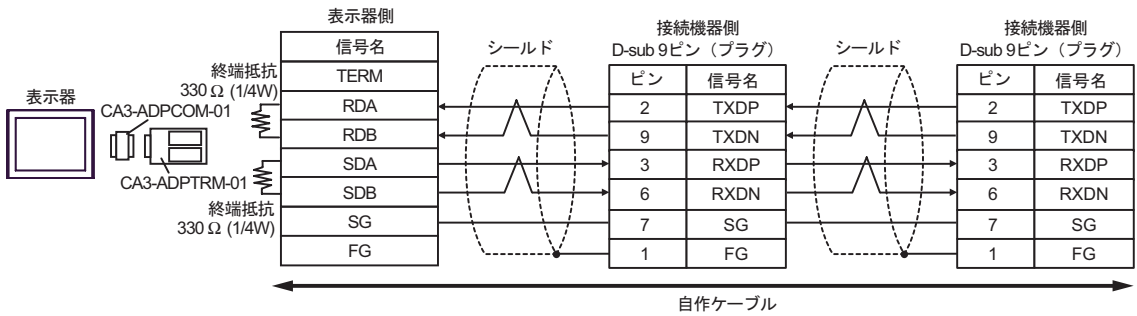 表示器
CA3-ADPCOM-01
CA3-ADPTRM-01
終端抵抗
330 Ω (1/4W)
終端抵抗
330 Ω (1/4W)
表示器側
信号名
TERM
RDA
RDB
SDA
SDB
SG
FG
シールド
接続機器側
D-sub 9ピン（プラグ）
ピン 信号名
2 TXDP
9 TXDN
3 RXDP
6 RXDN
7 SG
1 FG
シールド
接続機器側
D-sub 9ピン（プラグ）
ピン 信号名
2 TXDP
9 TXDN
3 RXDP
6 RXDN
7 SG
1 FG
自作ケーブル